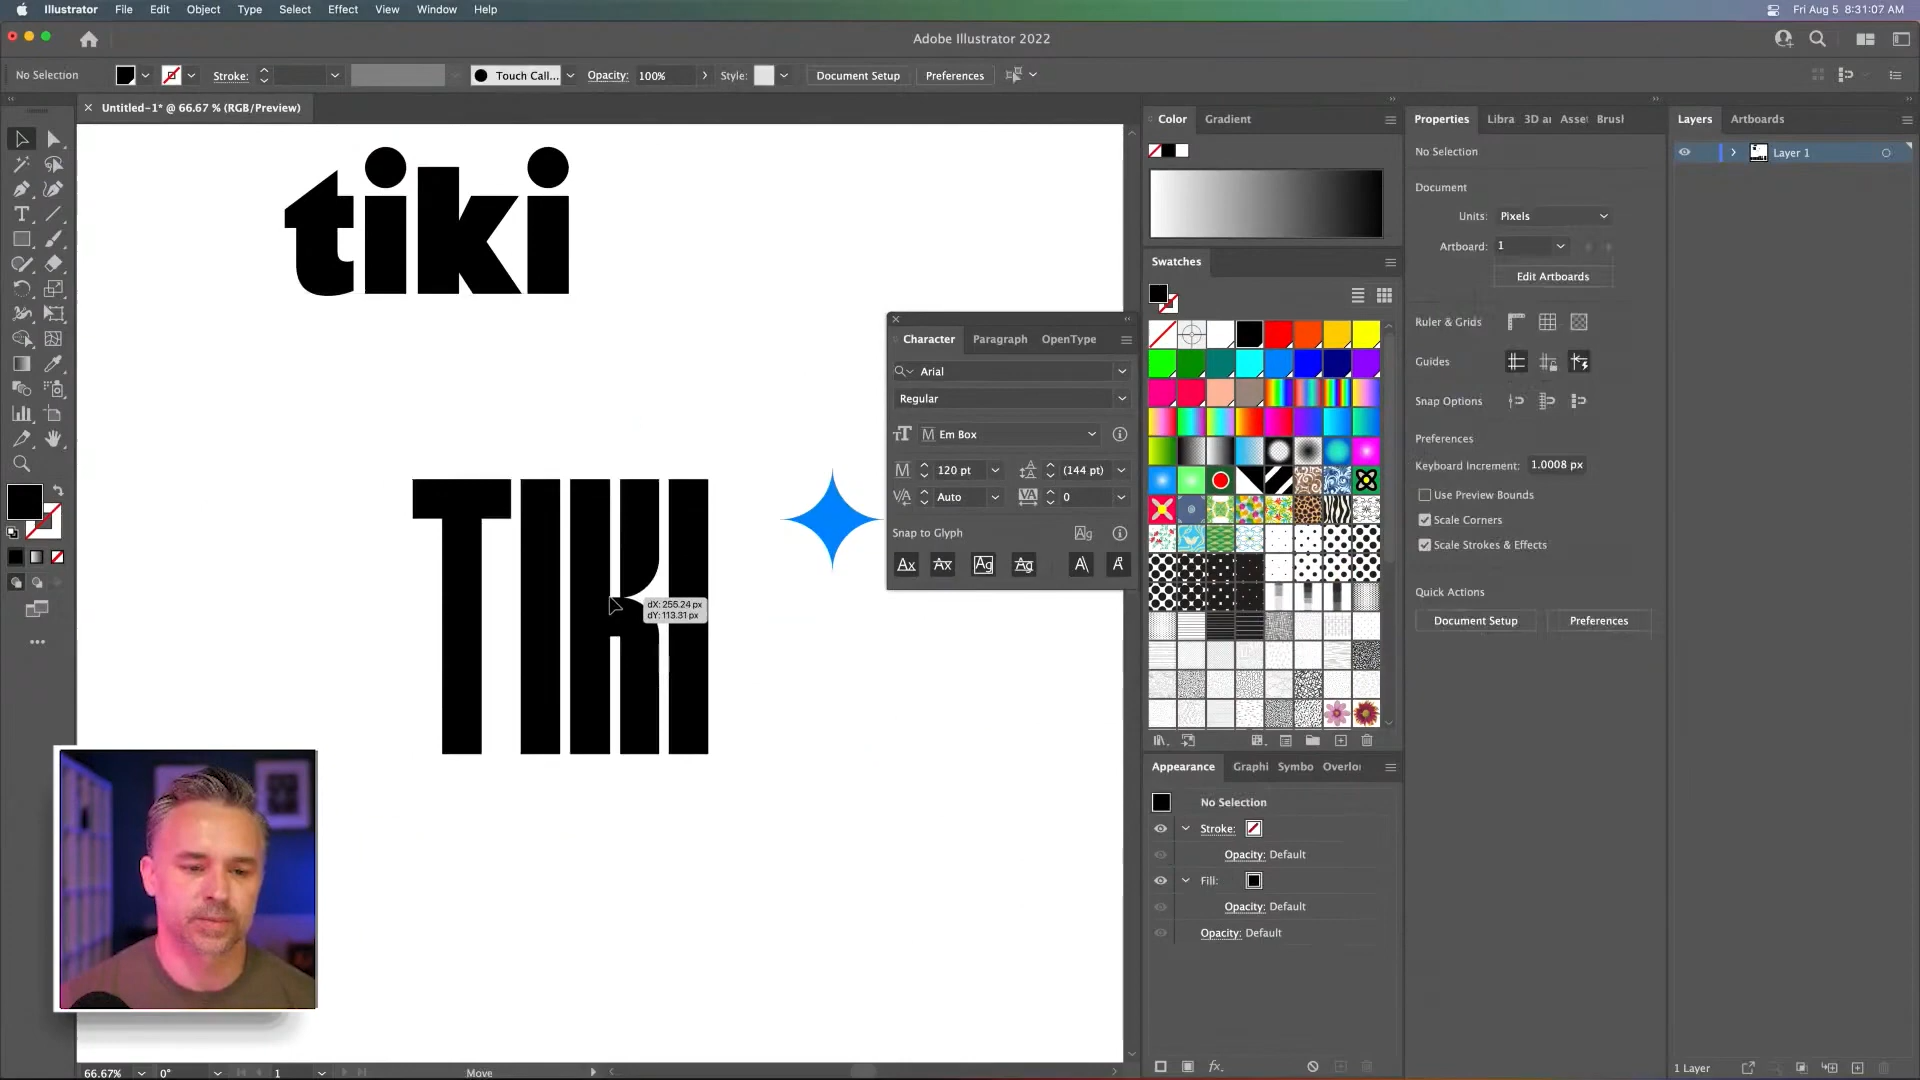 Illustrator File Edit Object Type Select Effect View Window Help
Fri Aug 5 8:31:07 AM
Adobe Illustrator 2022
No Selection
Stroke:
Touch Call...
Opacity: 100%
Style:
Document Setup
Preferences
Untitled-1* @ 66.67 % (RGB/Preview)
tiki
TIKI
dX: 255.24 px
dY: 113.31 px
Character Paragraph OpenType
Arial
Regular
Em Box
120 pt
(144 pt)
Auto
0
Snap to Glyph
Color Gradient
Swatches
Appearance Graphi Symbo Overlo
No Selection
Stroke:
Opacity: Default
Fill:
Opacity: Default
Opacity: Default
Properties Libra 3D a Asset Brus
No Selection
Document
Units: Pixels
Artboard: 1
Edit Artboards
Ruler & Grids
Guides
Snap Options
Preferences
Keyboard Increment: 1.0008 px
Use Preview Bounds
Scale Corners
Scale Strokes & Effects
Quick Actions
Document Setup
Preferences
Layers Artboards
Layer 1
66.67%
0°
1
Move
1 Layer